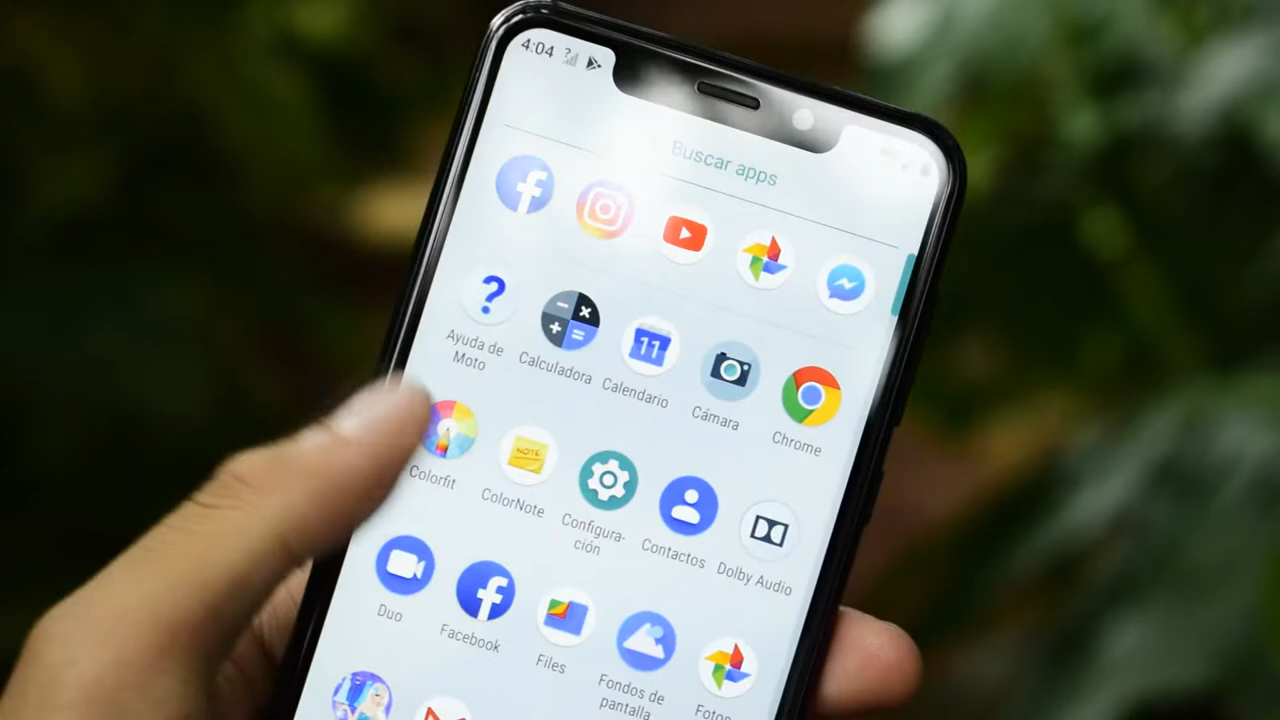 4:04
Buscar apps
Ayuda de
Moto
Calculadora
11
Calendario
Cámara
Chrome
Colorfit
NOTE
ColorNote
Configura-
ción
Contactos
Dolby Audio
Duo
Facebook
Files
Fondos de
pantalla
Fotos